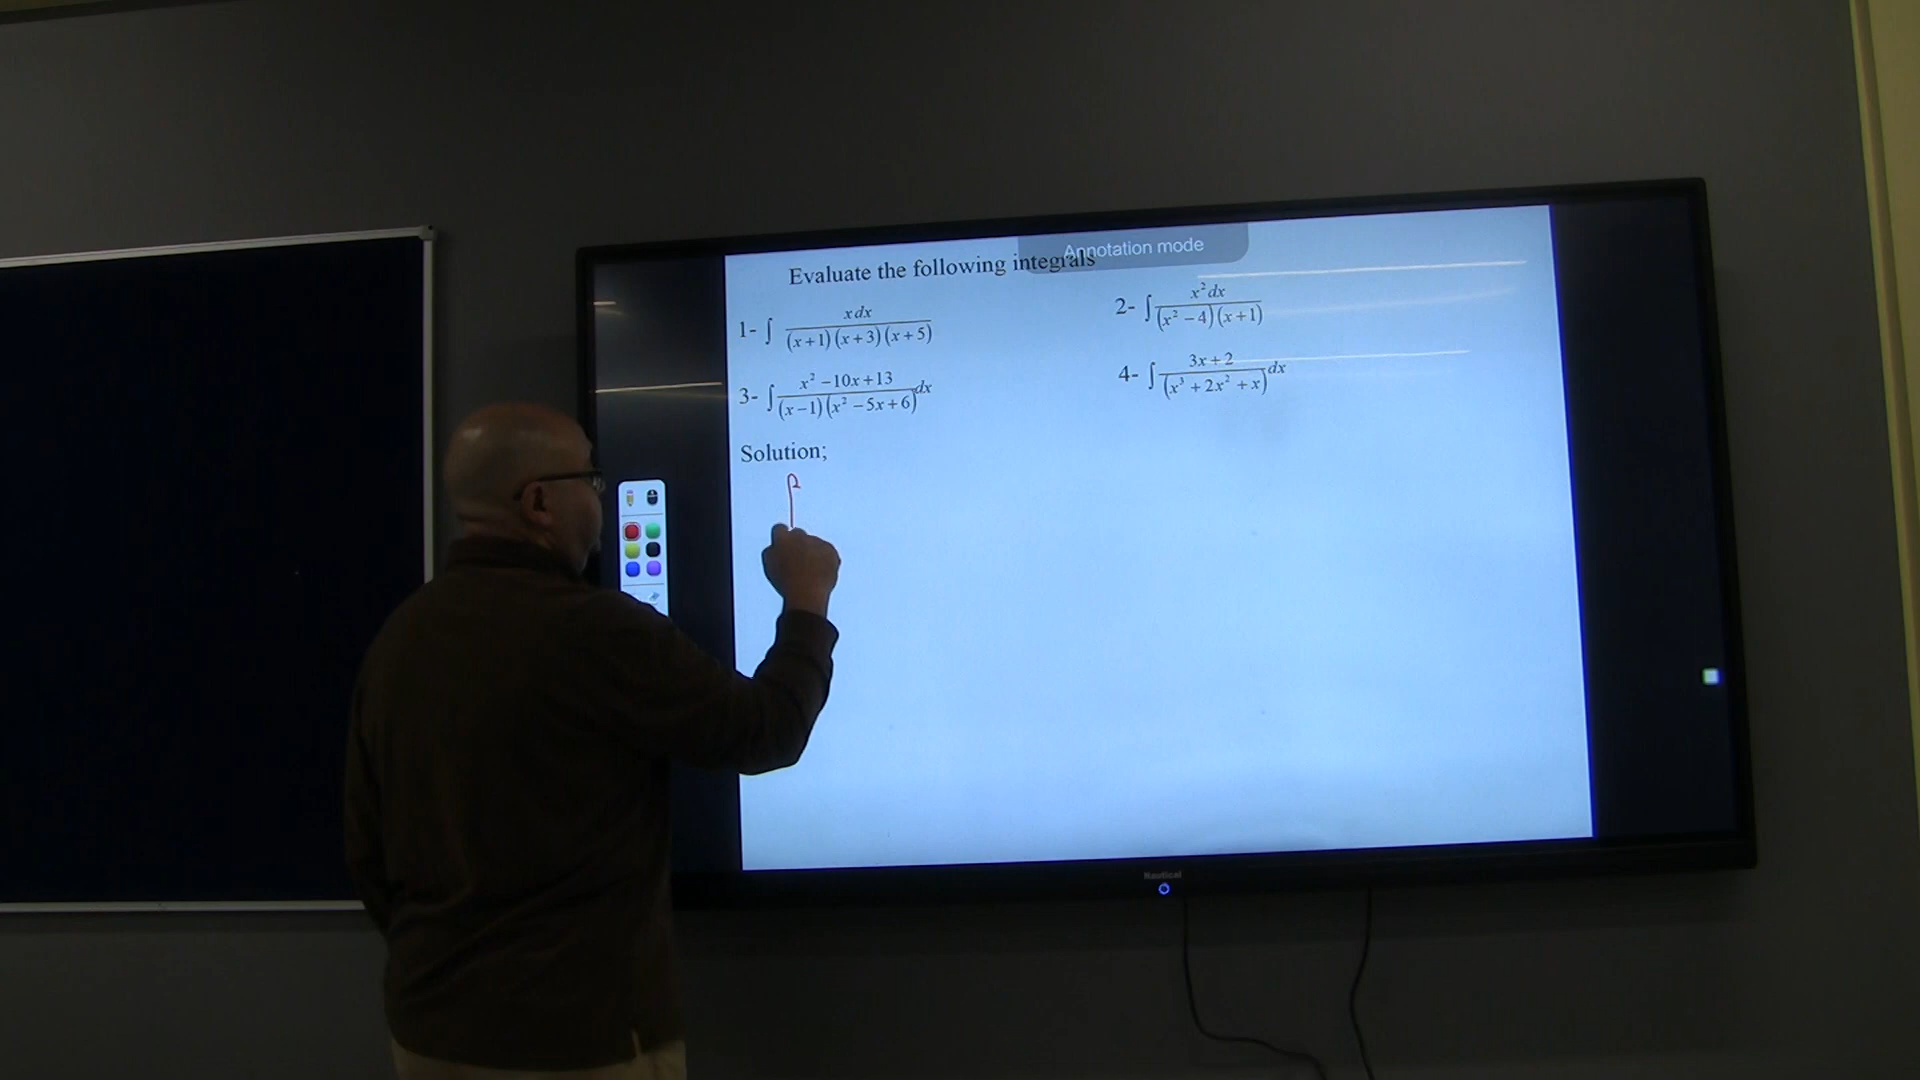 Annotation mode
Evaluate the following integrals
1- ∫ x dx / (x+1)(x+3)(x+5)
2- ∫ x² dx / (x² − 4)(x+1)
3- ∫ x² −10x+13 / (x−1)(x² −5x+6) dx
4- ∫ 3x+2 / (x³ +2x² +x) dx
Solution;
∫
Nautical